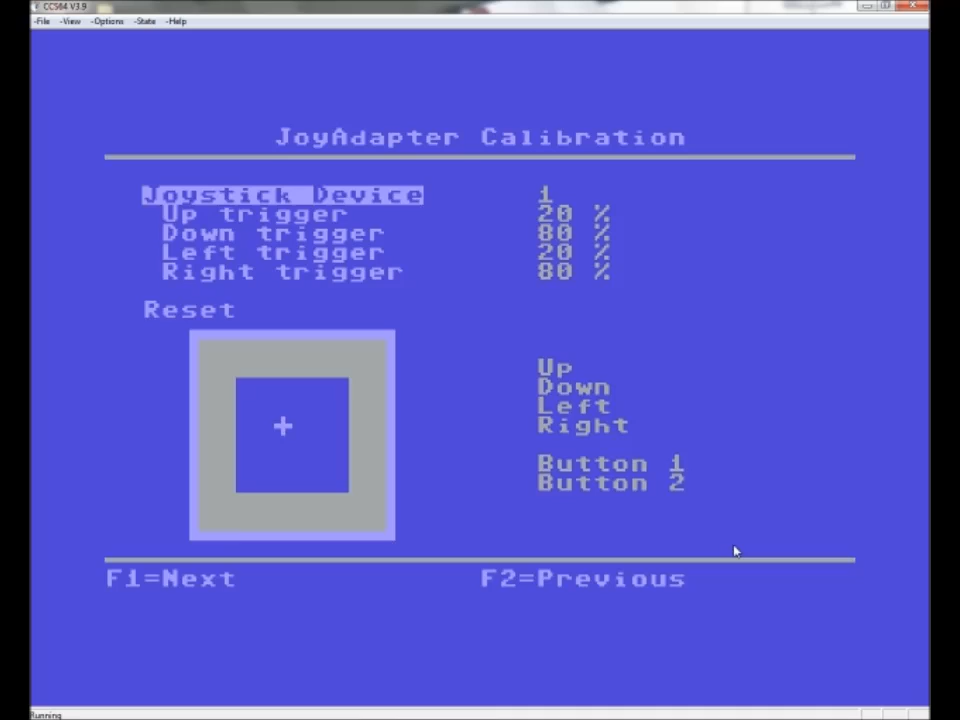 CCS64 V3.9
-File -View -Options -State -Help
JoyAdapter Calibration
Joystick Device 1
Up trigger 20 %
Down trigger 80 %
Left trigger 20 %
Right trigger 80 %
Reset
Up
Down
Left
Right
Button 1
Button 2
F1=Next F2=Previous
Running